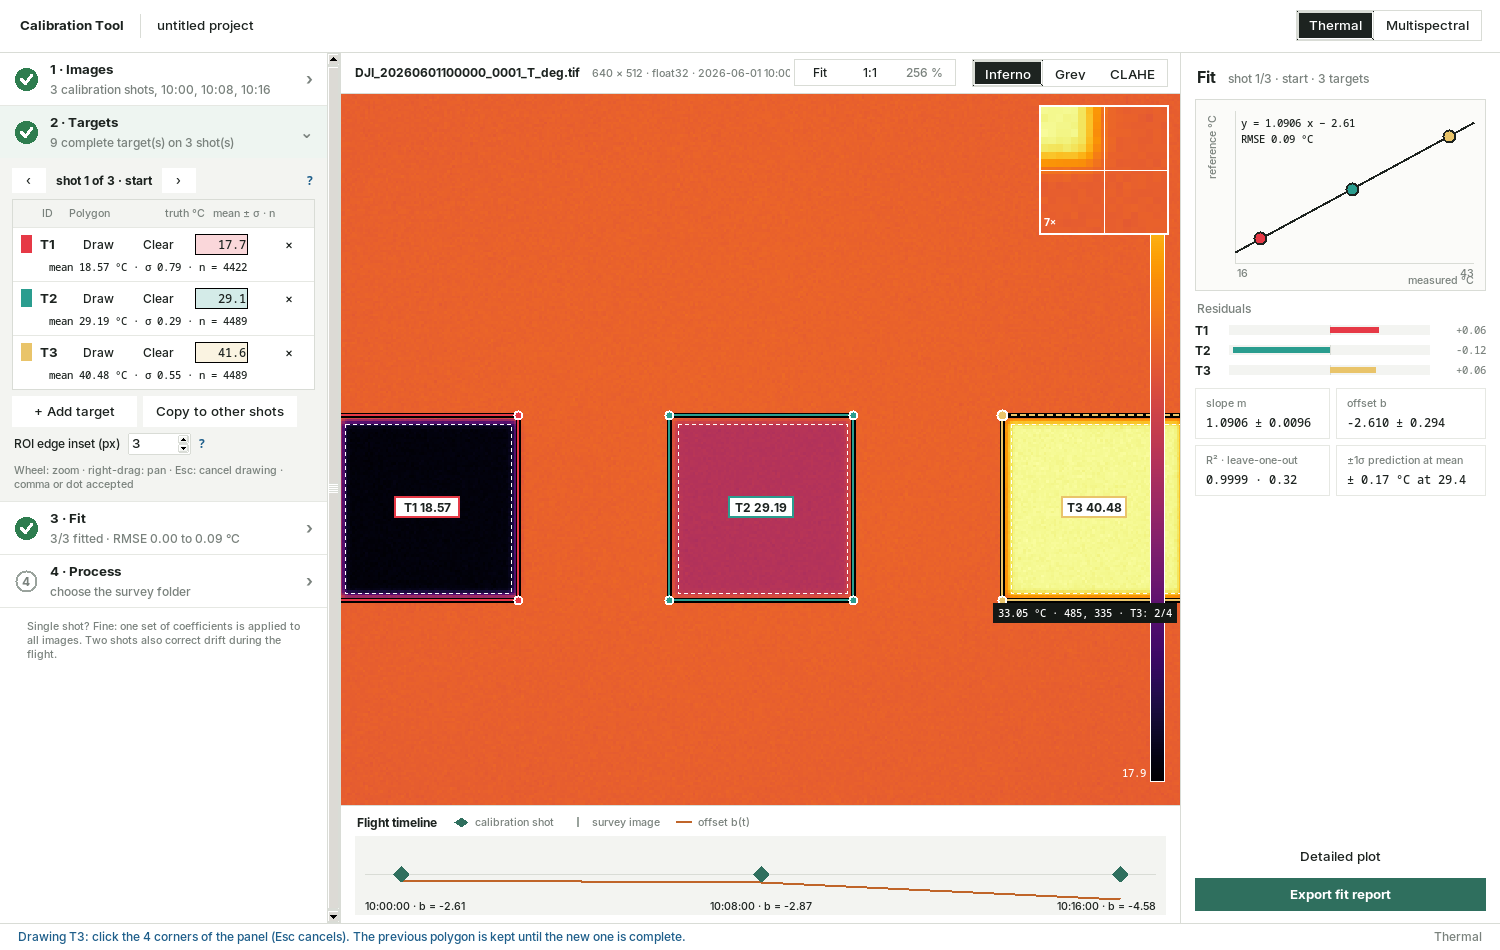 Calibration Tool
untitled project
Thermal
Multispectral
1 · Images
3 calibration shots, 10:00, 10:08, 10:16
2 · Targets
9 complete target(s) on 3 shot(s)
‹ shot 1 of 3 · start › ?
ID Polygon truth °C mean ± σ · n
T1 Draw Clear 17.7 ×
mean 18.57 °C · σ 0.79 · n = 4422
T2 Draw Clear 29.1 ×
mean 29.19 °C · σ 0.29 · n = 4489
T3 Draw Clear 41.6 ×
mean 40.48 °C · σ 0.55 · n = 4489
+ Add target
Copy to other shots
ROI edge inset (px) 3 ?
Wheel: zoom · right-drag: pan · Esc: cancel drawing ·
comma or dot accepted
3 · Fit
3/3 fitted · RMSE 0.00 to 0.09 °C
4
4 · Process
choose the survey folder
Single shot? Fine: one set of coefficients is applied to
all images. Two shots also correct drift during the
flight.
DJI_20260601100000_0001_T_deg.tif
640 × 512 · float32 · 2026-06-01 10:00
Fit
1:1
256 %
Inferno
Grey
CLAHE
7×
T1 18.57
T2 29.19
T3 40.48
33.05 °C · 485, 335 · T3: 2/4
17.9
Flight timeline
calibration shot
survey image
offset b(t)
10:00:00 · b = -2.61
10:08:00 · b = -2.87
10:16:00 · b = -4.58
Fit
shot 1/3 · start · 3 targets
y = 1.0906 x − 2.61
RMSE 0.09 °C
reference °C
16
43
measured °C
Residuals
T1 +0.06
T2 -0.12
T3 +0.06
slope m
1.0906 ± 0.0096
offset b
-2.610 ± 0.294
R² · leave-one-out
0.9999 · 0.32
±1σ prediction at mean
± 0.17 °C at 29.4
Detailed plot
Export fit report
Drawing T3: click the 4 corners of the panel (Esc cancels). The previous polygon is kept until the new one is complete.
Thermal